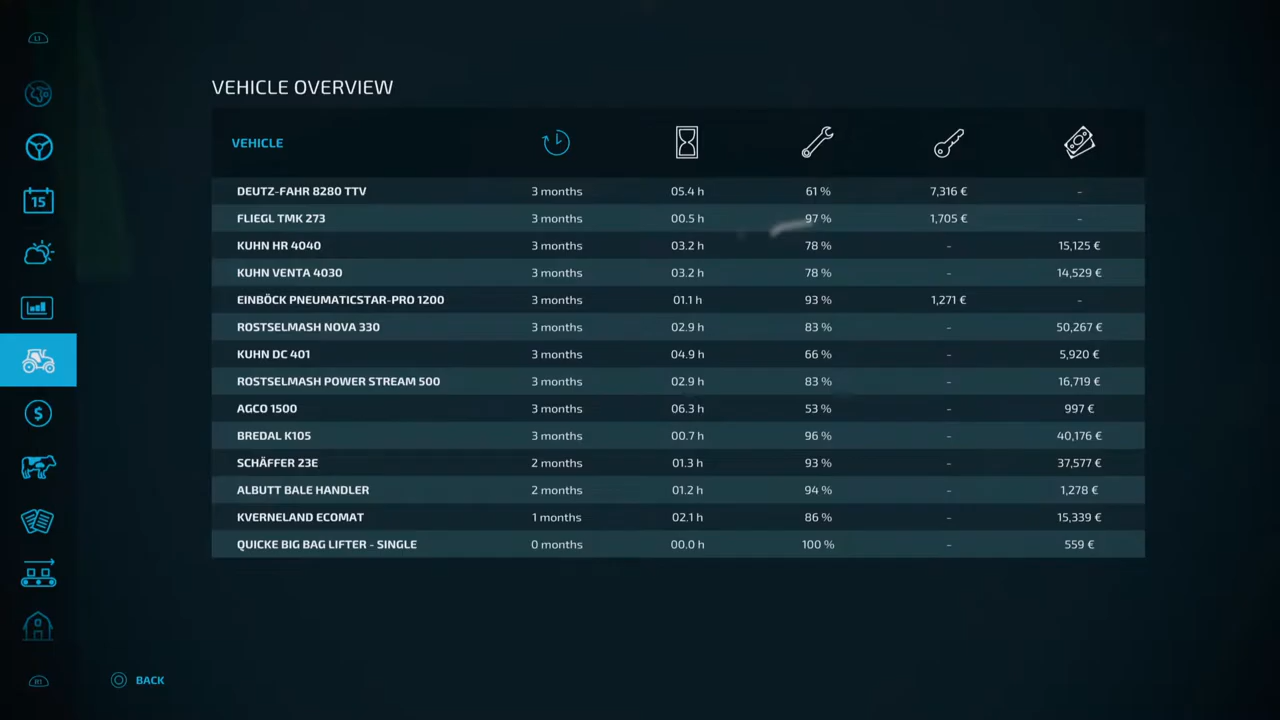 L1
VEHICLE OVERVIEW
VEHICLE
DEUTZ-FAHR 8280 TTV 3 months 05.4 h 61 % 7,316 € -
15
FLIEGL TMK 273 3 months 00.5 h 97 % 1,705 € -
KUHN HR 4040 3 months 03.2 h 78 % - 15,125 €
KUHN VENTA 4030 3 months 03.2 h 78 % - 14,529 €
EINBÖCK PNEUMATICSTAR-PRO 1200 3 months 01.1 h 93 % 1,271 € -
ROSTSELMASH NOVA 330 3 months 02.9 h 83 % - 50,267 €
KUHN DC 401 3 months 04.9 h 66 % - 5,920 €
ROSTSELMASH POWER STREAM 500 3 months 02.9 h 83 % - 16,719 €
AGCO 1500 3 months 06.3 h 53 % - 997 €
$
BREDAL K105 3 months 00.7 h 96 % - 40,176 €
SCHÄFFER 23E 2 months 01.3 h 93 % - 37,577 €
ALBUTT BALE HANDLER 2 months 01.2 h 94 % - 1,278 €
KVERNELAND ECOMAT 1 months 02.1 h 86 % - 15,339 €
QUICKE BIG BAG LIFTER - SINGLE 0 months 00.0 h 100 % - 559 €
R1
BACK